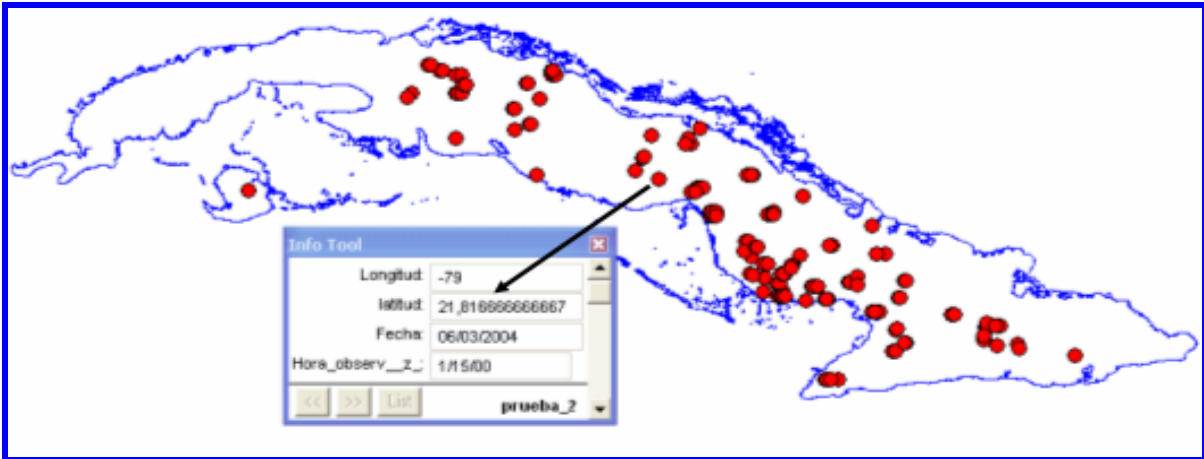 Info Tool
Longitud: -79
latitud: 21,816666666667
Fecha: 06/03/2004
Hora_observ__z_: 1/15/00
<< >> List prueba_2